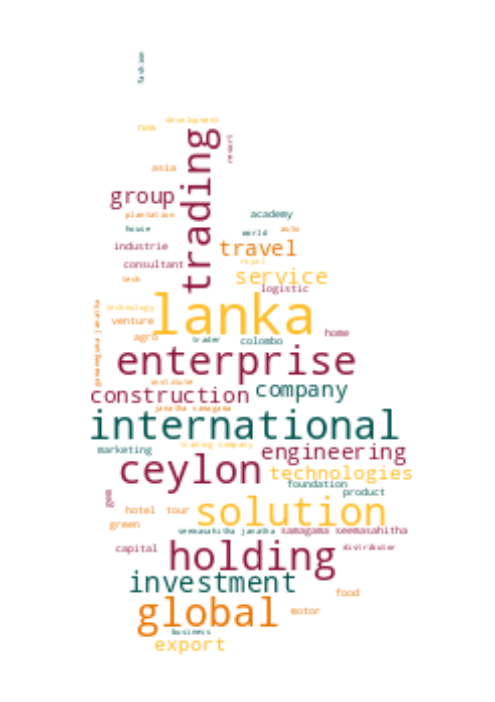 fashion
development
news
trading
resort
asia
group
plantation
academy
house
world
auto
industrie
travel
consultant
royal
service
tech
logistic
gamaeguna janatha
technology
lanka
venture
home
agro
trader
colombo
enterprise
institute
construction
company
janatha samagama
international
trading company
marketing
engineering
ceylon
technologies
foundation
product
gem
solution
hotel
tour
green
seemasahitha janatha
samagama seemasahitha
capital
holding
distributor
investment
food
global
motor
business
export